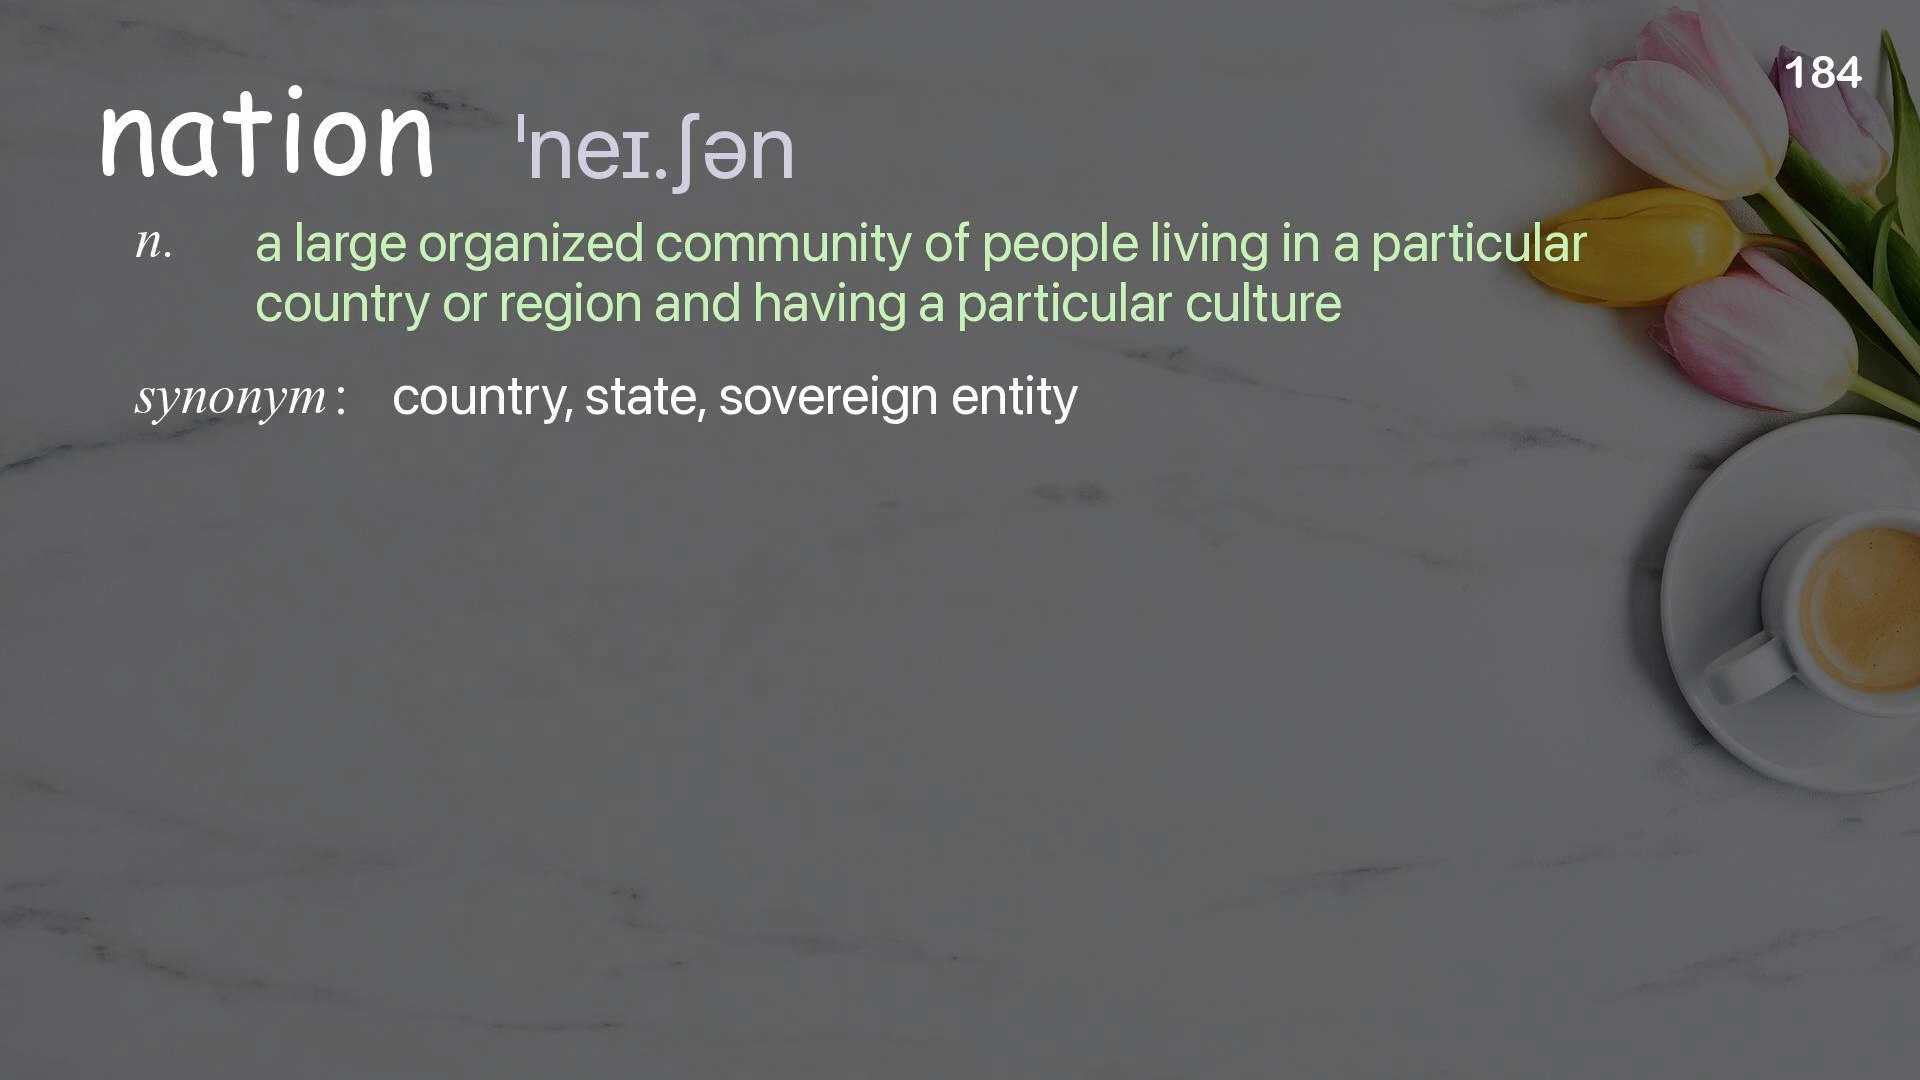 184
nation ˈneɪ.ʃən
n. a large organized community of people living in a particular
country or region and having a particular culture
synonym: country, state, sovereign entity